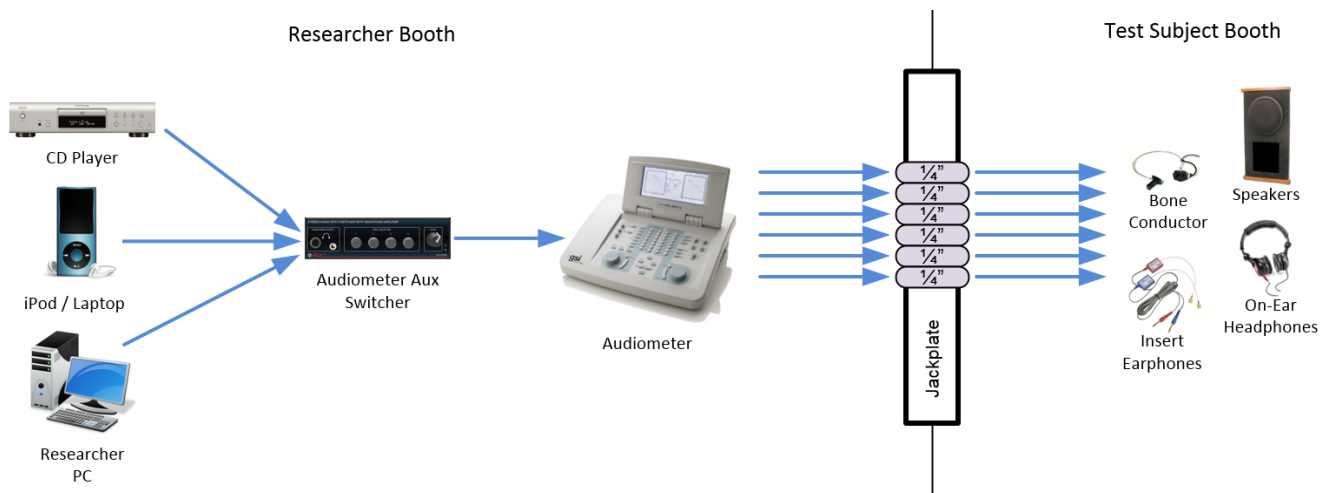 Researcher Booth
Test Subject Booth
CD Player
iPod / Laptop
Researcher
PC
Audiometer Aux
Switcher
gsi
Audiometer
1/4"
1/4"
1/4"
1/4"
1/4"
1/4"
Jackplate
Bone
Conductor
Speakers
Insert
Earphones
On-Ear
Headphones